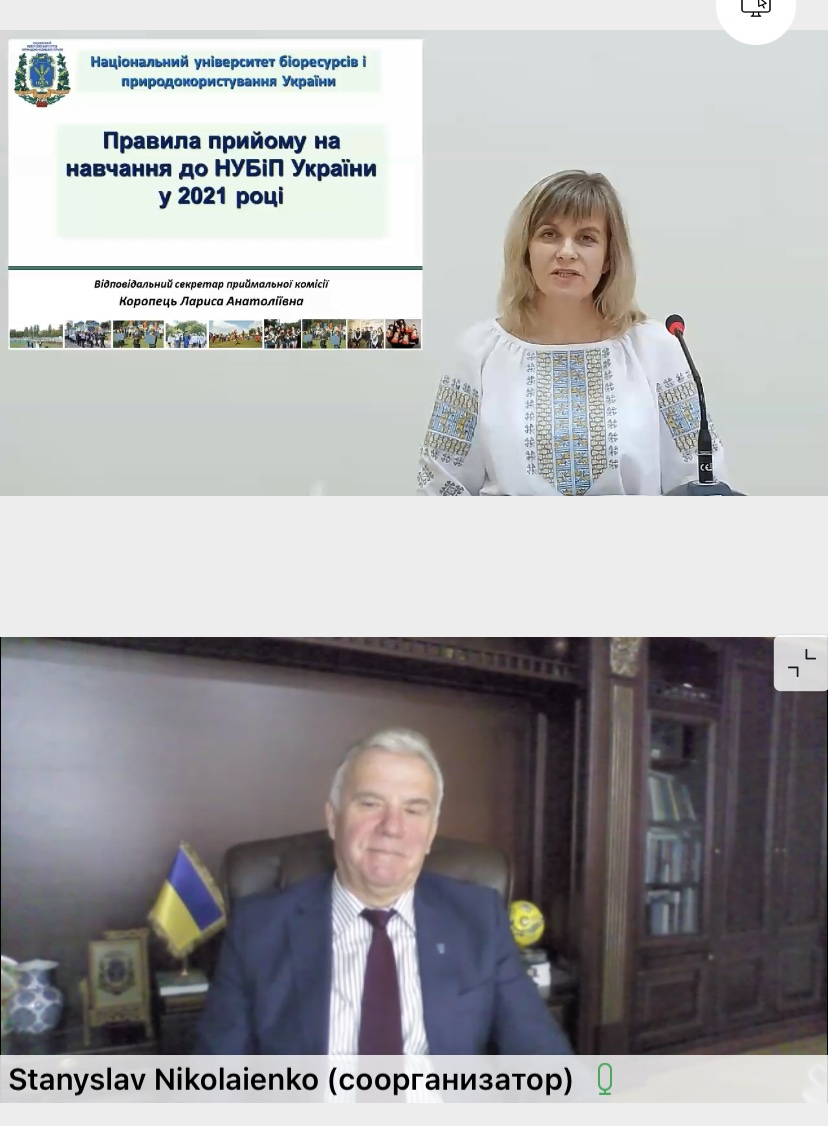 Національний університет біоресурсів і
природокористування України
Правила прийому на
навчання до НУБіП України
у 2021 році
Відповідальний секретар приймальної комісії
Коропець Лариса Анатоліївна
CE
Stanyslav Nikolaienko (соорганизатор)